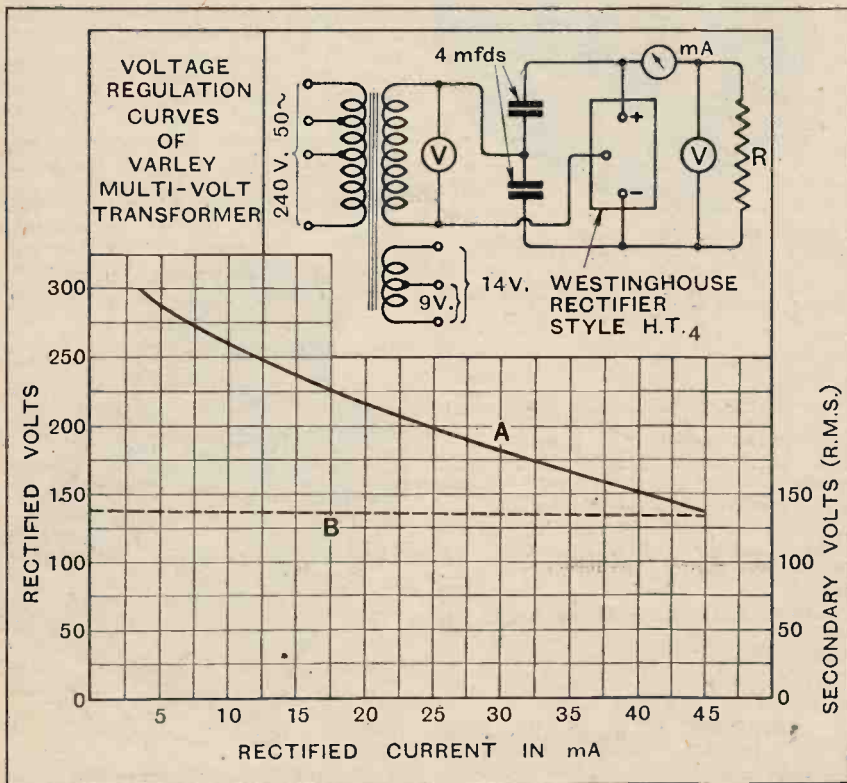 VOLTAGE
REGULATION
CURVES
OF
VARLEY
MULTI-VOLT
TRANSFORMER
240 V. 50~
4 mfds
mA
V
+
V
R
−
9V.
14V.
WESTINGHOUSE
RECTIFIER
STYLE H.T.4
300
250
200
150
100
50
0
RECTIFIED VOLTS
A
B
150
100
50
0
SECONDARY VOLTS (R.M.S.)
5 10 15 20 25 30 35 40 45
RECTIFIED CURRENT IN mA